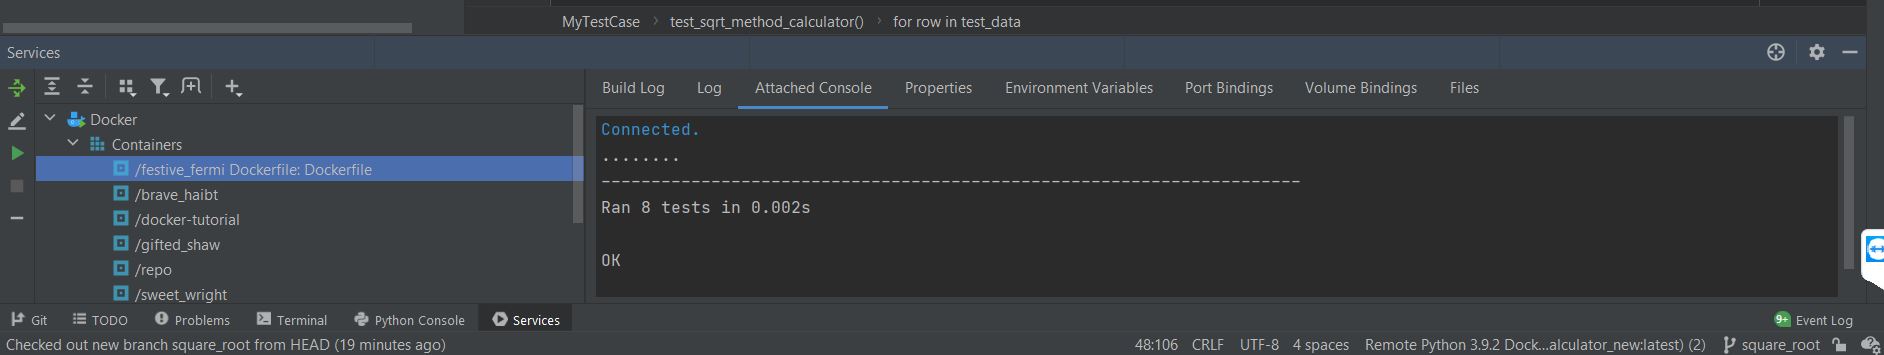 MyTestCase > test_sqrt_method_calculator() > for row in test_data
Services
Build Log Log Attached Console Properties Environment Variables Port Bindings Volume Bindings Files
Docker
Containers
/festive_fermi Dockerfile: Dockerfile
/brave_haibt
/docker-tutorial
/gifted_shaw
/repo
/sweet_wright
Connected.
........
----------------------------------------------------------------------
Ran 8 tests in 0.002s
OK
Git TODO Problems Terminal Python Console Services 9+ Event Log
Checked out new branch square_root from HEAD (19 minutes ago) 48:106 CRLF UTF-8 4 spaces Remote Python 3.9.2 Dock...alculator_new:latest) (2) square_root